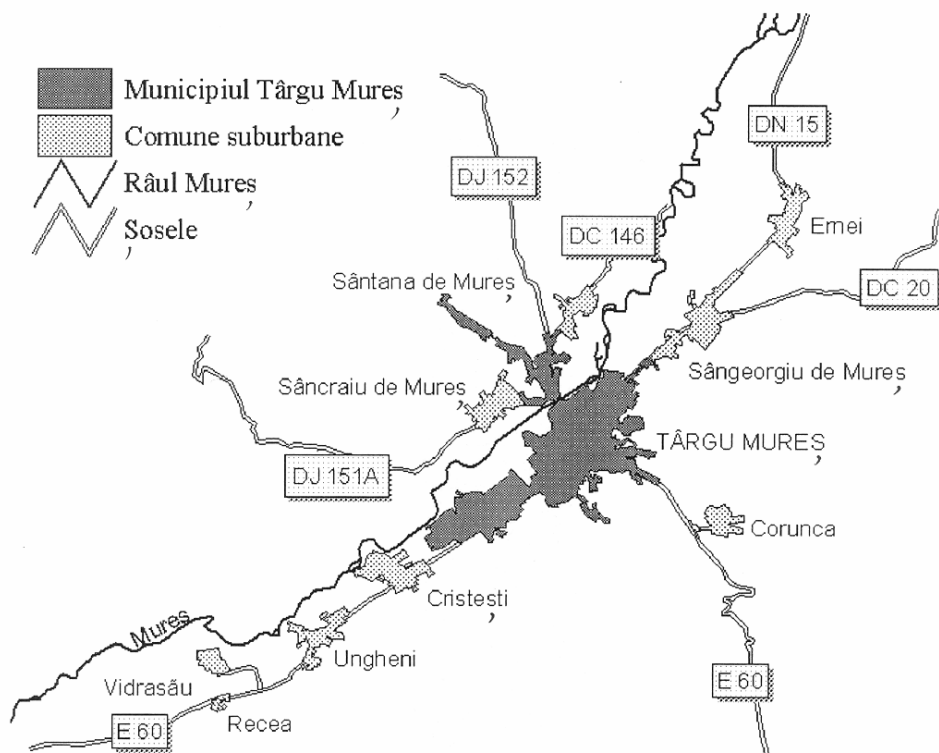 Municipiul Târgu Mureș
Comune suburbane
Râul Mureș
Șosele
DN 15
DJ 152
DC 146
Ernei
Sântana de Mureș
DC 20
Sâncraiu de Mureș
Sângeorgiu de Mureș
TÂRGU MUREȘ
DJ 151A
Corunca
Cristești
Mureș
Ungheni
Vidrasău
E 60
Recea
E 60